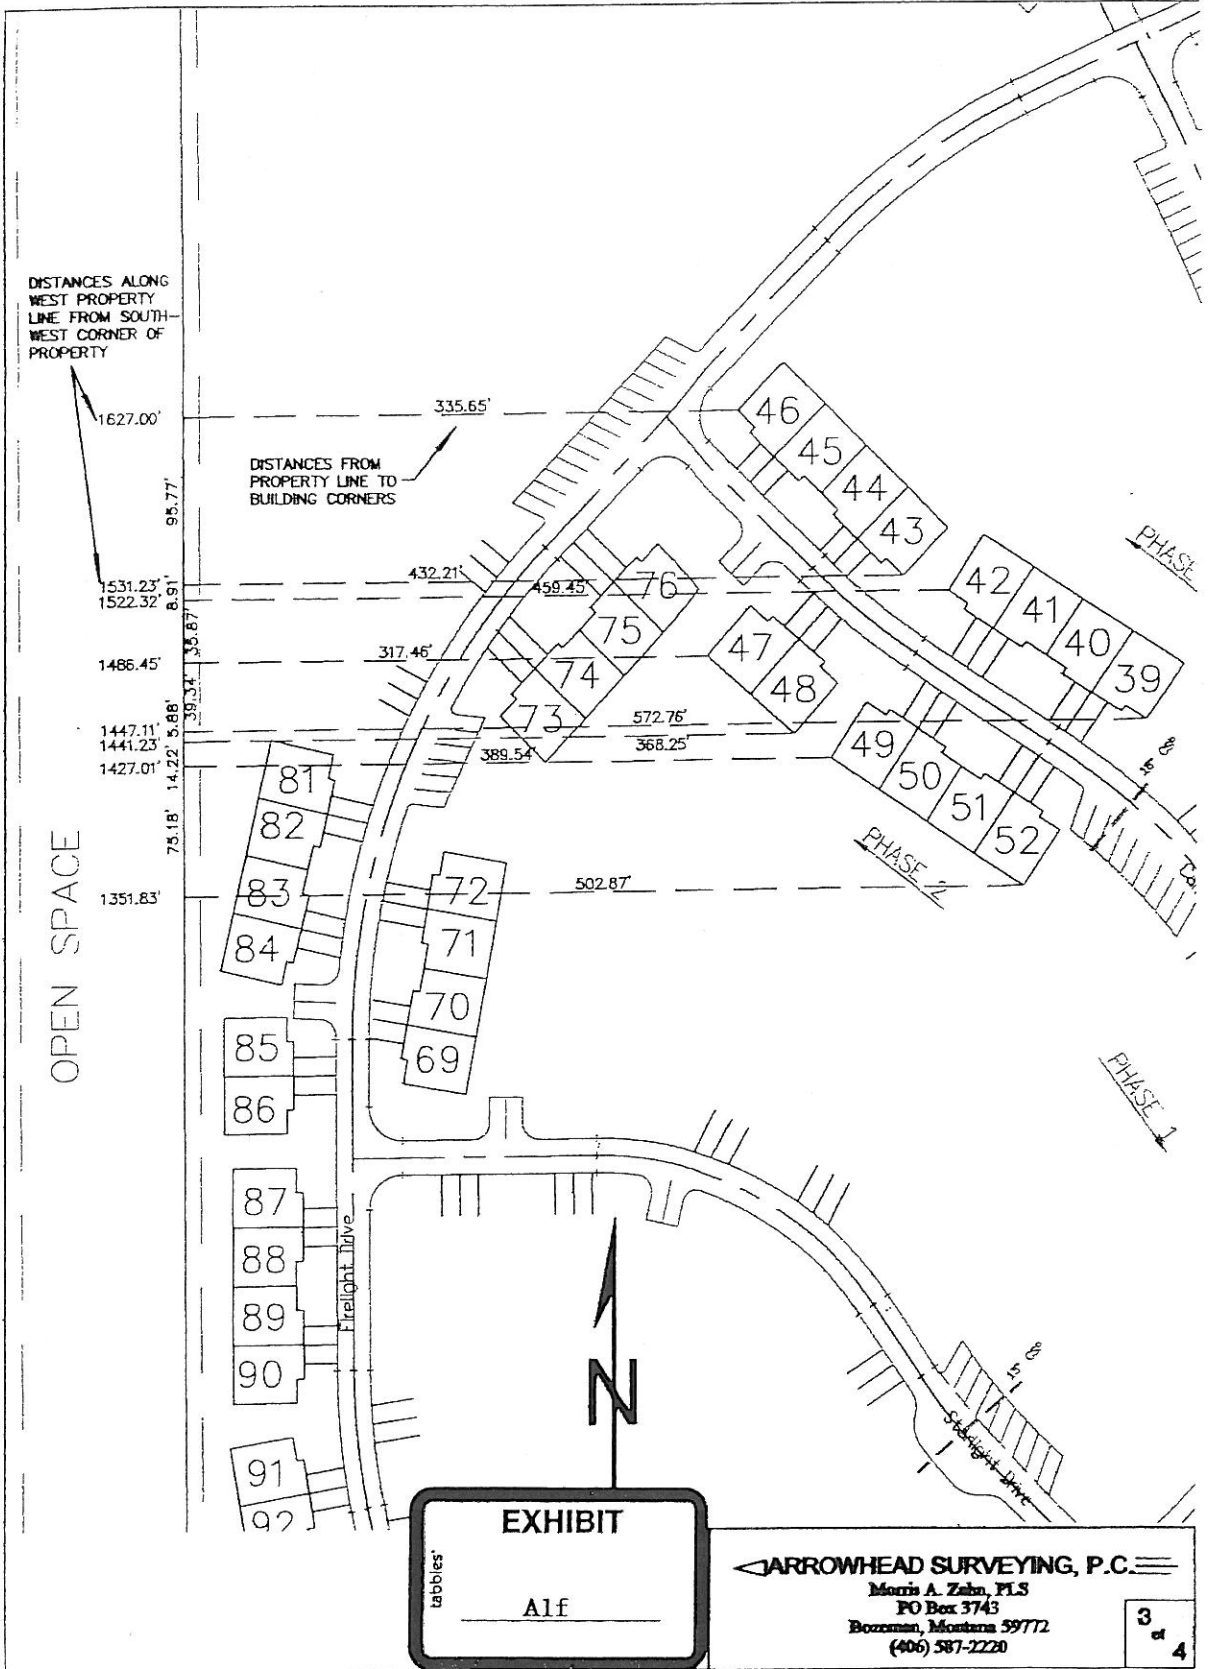 DISTANCES ALONG
WEST PROPERTY
LINE FROM SOUTH-
WEST CORNER OF
PROPERTY
1627.00'
335.65'
DISTANCES FROM
PROPERTY LINE TO
BUILDING CORNERS
95.77'
1531.23'
8.91'
1522.32'
432.21'
459.45'
35.87'
1486.45'
317.46'
39.34'
1447.11'
5.88'
572.76'
1441.23'
368.25'
14.22'
1427.01'
389.54'
75.18'
1351.83'
502.87'
46
45
44
43
42
41
40
39
76
75
74
73
47
48
49
50
51
52
PHASE
PHASE 2
PHASE 1
81
82
83
84
72
71
70
69
85
86
87
88
89
90
91
92
OPEN SPACE
Firelight Drive
Starlight Drive
N
EXHIBIT
tabbies'
A1f
ARROWHEAD SURVEYING, P.C.
Morris A. Zahn, PLS
PO Box 3743
Bozeman, Montana 59772
(406) 587-2220
3
of
4